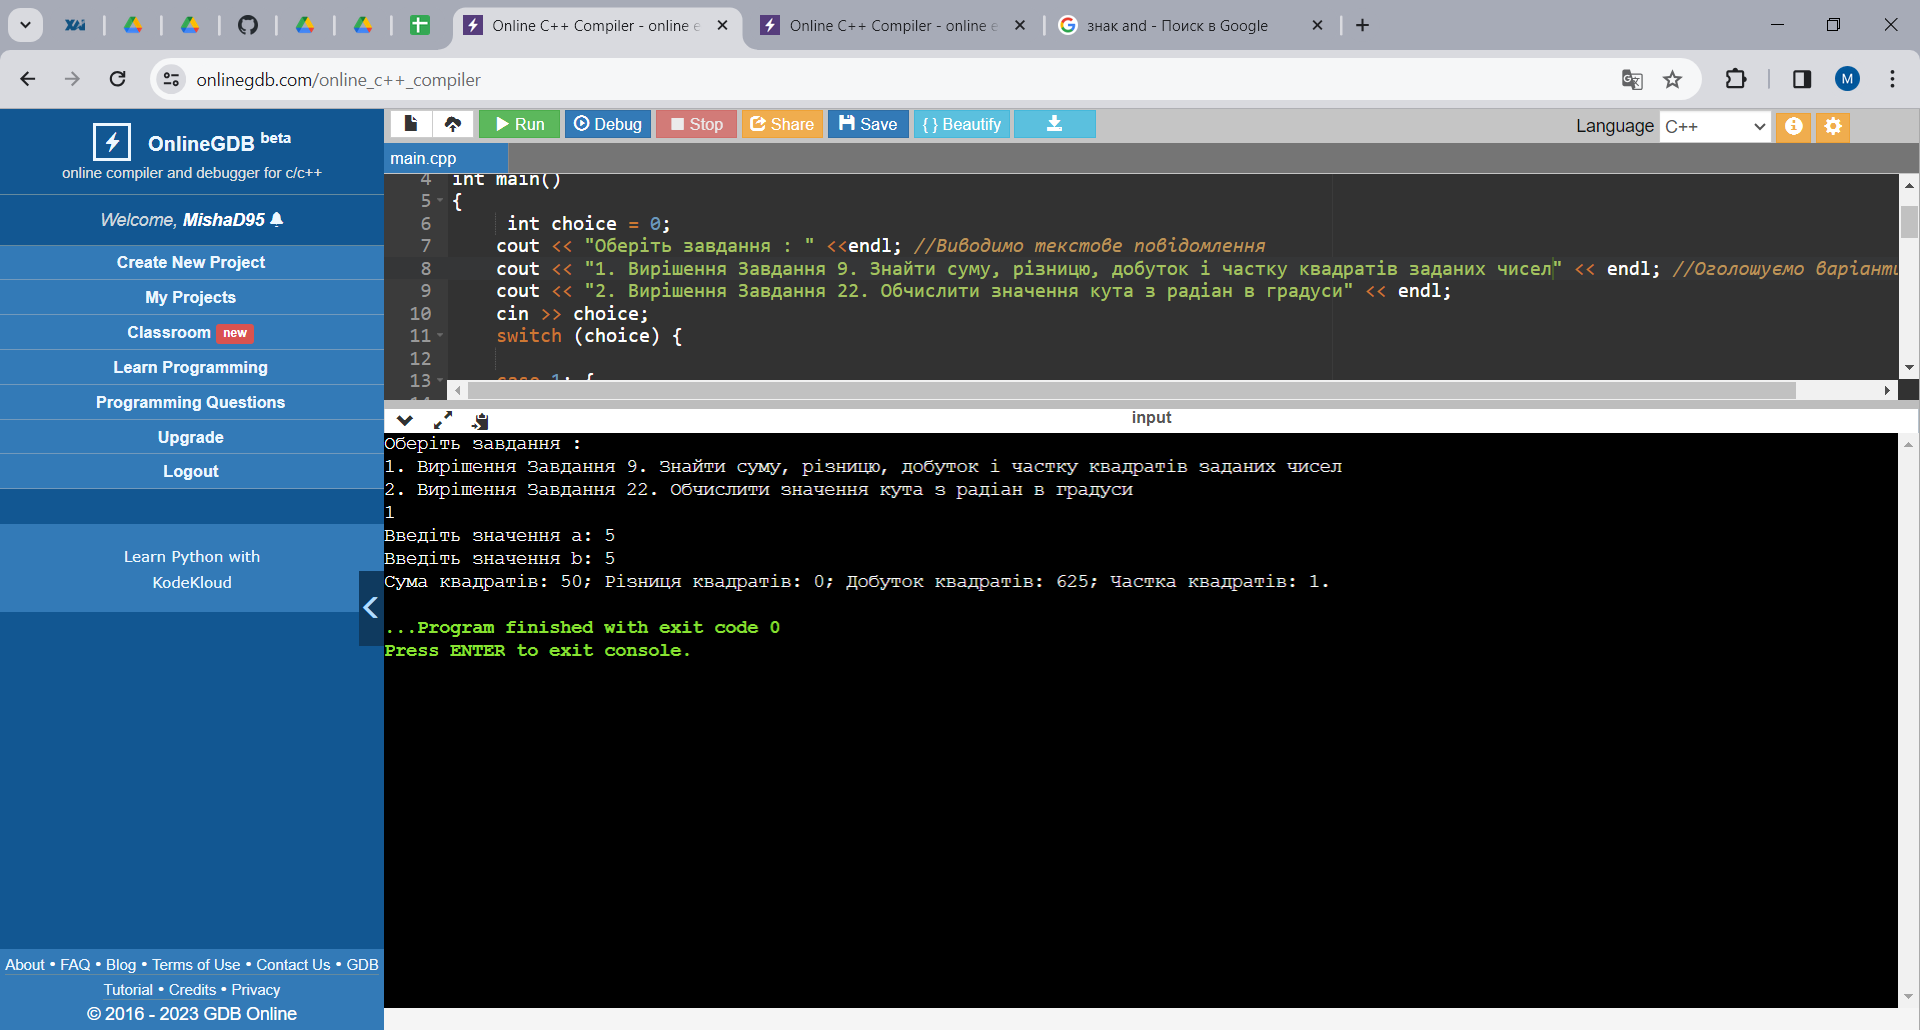 Online C++ Compiler - online e
Online C++ Compiler - online e
знак and - Поиск в Google
onlinegdb.com/online_c++_compiler
M
OnlineGDB beta
online compiler and debugger for c/c++
Welcome, MishaD95
Create New Project
My Projects
Classroom new
Learn Programming
Programming Questions
Upgrade
Logout
Learn Python with
KodeKloud
About • FAQ • Blog • Terms of Use • Contact Us • GDB
Tutorial • Credits • Privacy
© 2016 - 2023 GDB Online
Run Debug Stop Share Save { } Beautify
Language C++
main.cpp
4 int main()
5 {
6 int choice = 0;
7 cout << "Оберіть завдання : " <<endl; //Виводимо текстове повідомлення
8 cout << "1. Вирішення Завдання 9. Знайти суму, різницю, добуток і частку квадратів заданих чисел" << endl; //Оголошуємо варіанти
9 cout << "2. Вирішення Завдання 22. Обчислити значення кута з радіан в градуси" << endl;
10 cin >> choice;
11 switch (choice) {
12
13 case 1: {
input
Оберіть завдання :
1. Вирішення Завдання 9. Знайти суму, різницю, добуток і частку квадратів заданих чисел
2. Вирішення Завдання 22. Обчислити значення кута з радіан в градуси
1
Введіть значення a: 5
Введіть значення b: 5
Сума квадратів: 50; Різниця квадратів: 0; Добуток квадратів: 625; Частка квадратів: 1.
...Program finished with exit code 0
Press ENTER to exit console.